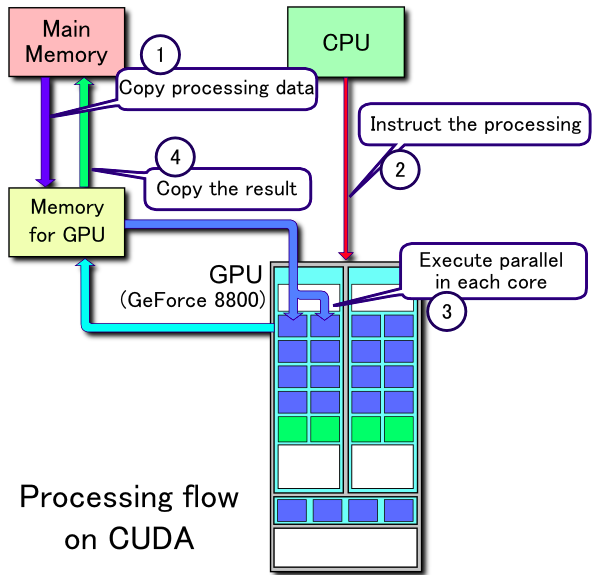 Main
Memory
CPU
1
Copy processing data
Instruct the processing
2
4
Copy the result
Memory
for GPU
GPU
(GeForce 8800)
Execute parallel
in each core
3
Processing flow
on CUDA